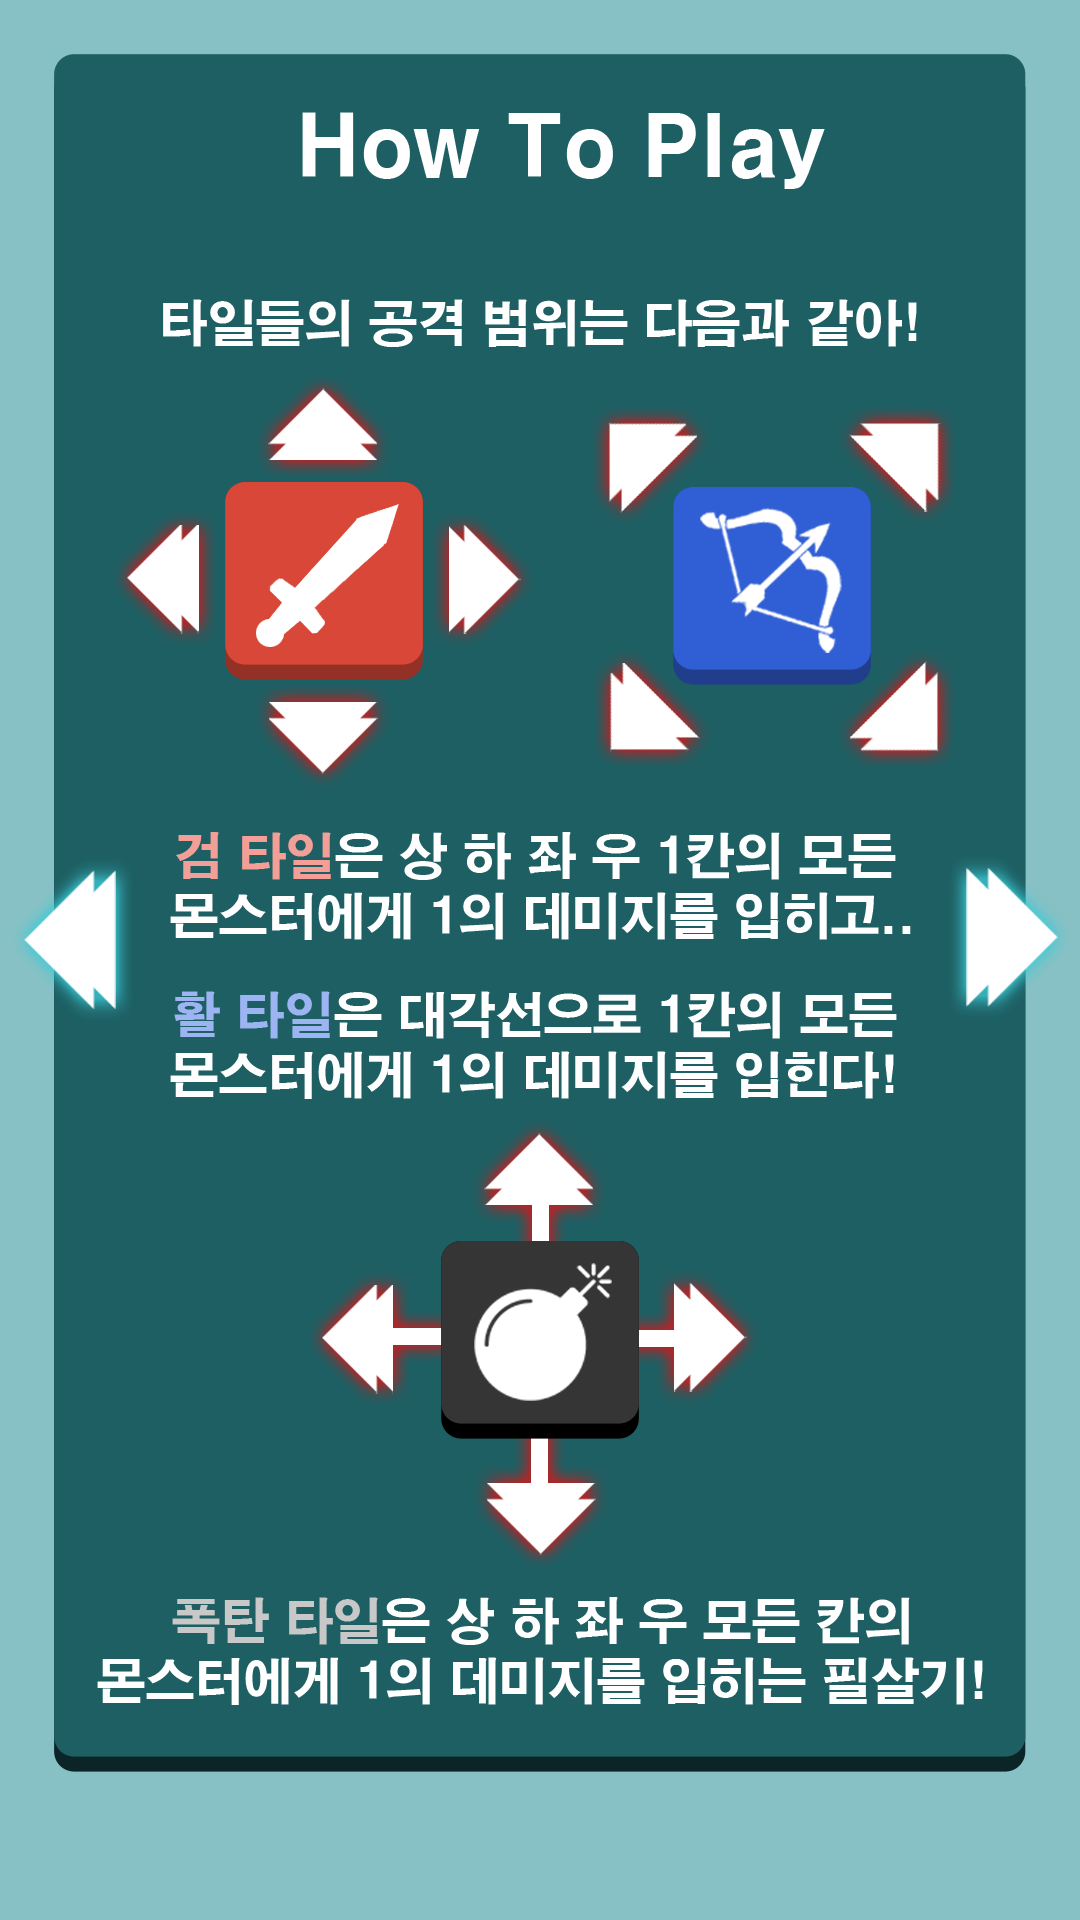 How To Play
타일들의 공격 범위는 다음과 같아!
검 타일은 상 하 좌 우 1칸의 모든
몬스터에게 1의 데미지를 입히고..
활 타일은 대각선으로 1칸의 모든
몬스터에게 1의 데미지를 입힌다!
폭탄 타일은 상 하 좌 우 모든 칸의
몬스터에게 1의 데미지를 입히는 필살기!